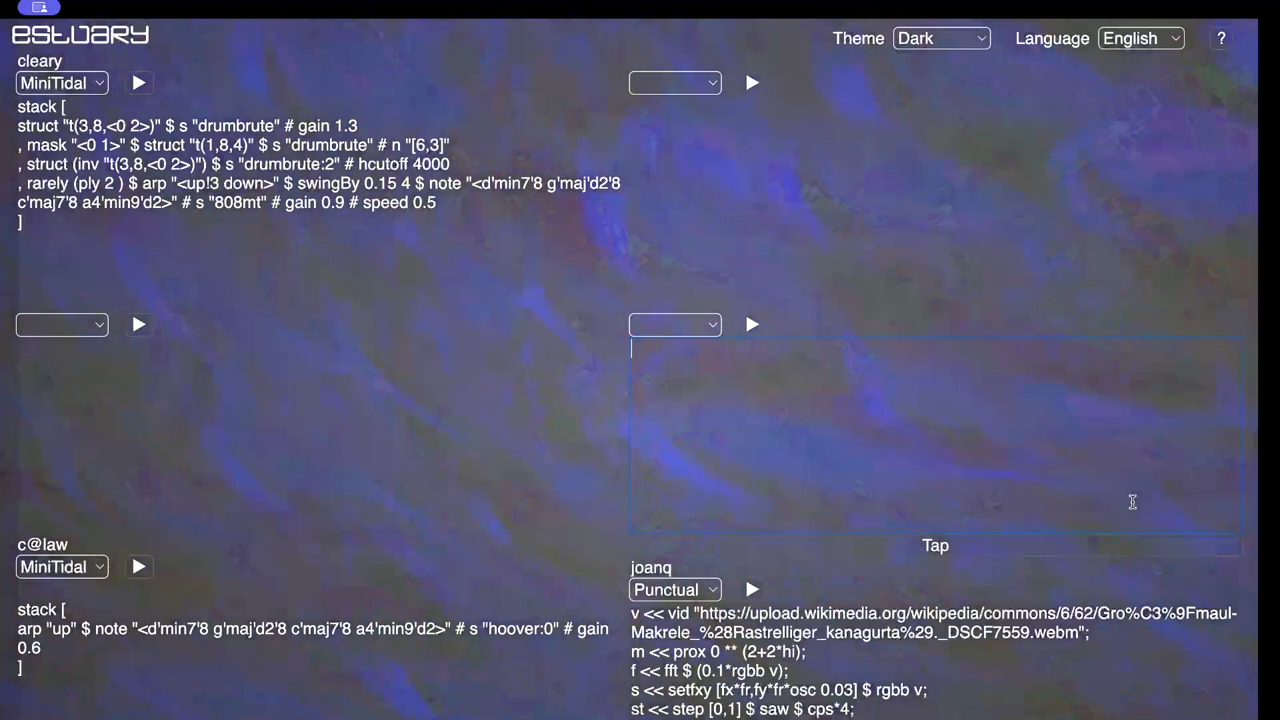 ESTUARY
Theme Dark Language English ?
cleary
MiniTidal
stack [
struct "t(3,8,<0 2>)" $ s "drumbrute" # gain 1.3
, mask "<0 1>" $ struct "t(1,8,4)" $ s "drumbrute" # n "[6,3]"
, struct (inv "t(3,8,<0 2>)") $ s "drumbrute:2" # hcutoff 4000
, rarely (ply 2 ) $ arp "<up!3 down>" $ swingBy 0.15 4 $ note "<d'min7'8 g'maj'd2'8
c'maj7'8 a4'min9'd2>" # s "808mt" # gain 0.9 # speed 0.5
]
c@law
MiniTidal
stack [
arp "up" $ note "<d'min7'8 g'maj'd2'8 c'maj7'8 a4'min9'd2>" # s "hoover:0" # gain
0.6
]
Tap
joanq
Punctual
v << vid "https://upload.wikimedia.org/wikipedia/commons/6/62/Gro%C3%9Fmaul-
Makrele_%28Rastrelliger_kanagurta%29._DSCF7559.webm";
m << prox 0 ** (2+2*hi);
f << fft $ (0.1*rgbb v);
s << setfxy [fx*fr,fy*fr*osc 0.03] $ rgbb v;
st << step [0,1] $ saw $ cps*4;